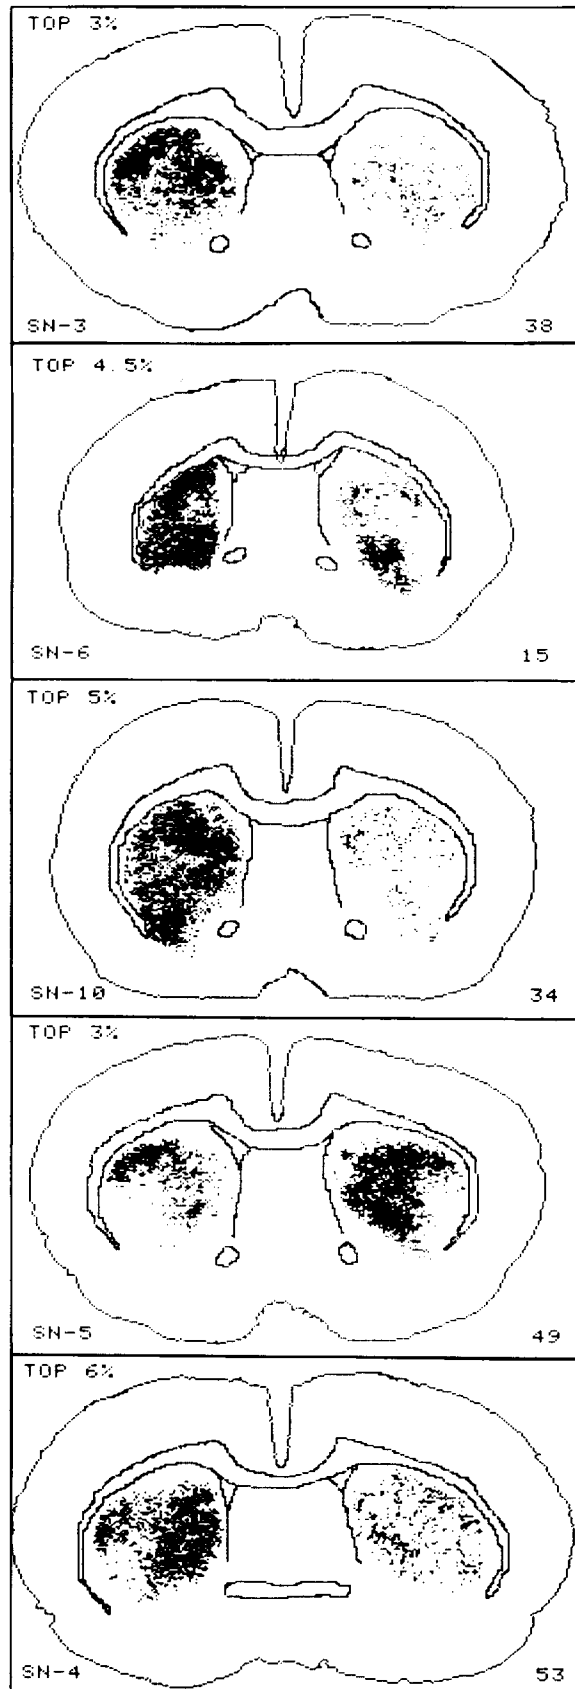 TOP 3%
SN-3 38
TOP 4.5%
SN-6 15
TOP 5%
SN-10 34
TOP 3%
SN-5 49
TOP 6%
SN-4 53